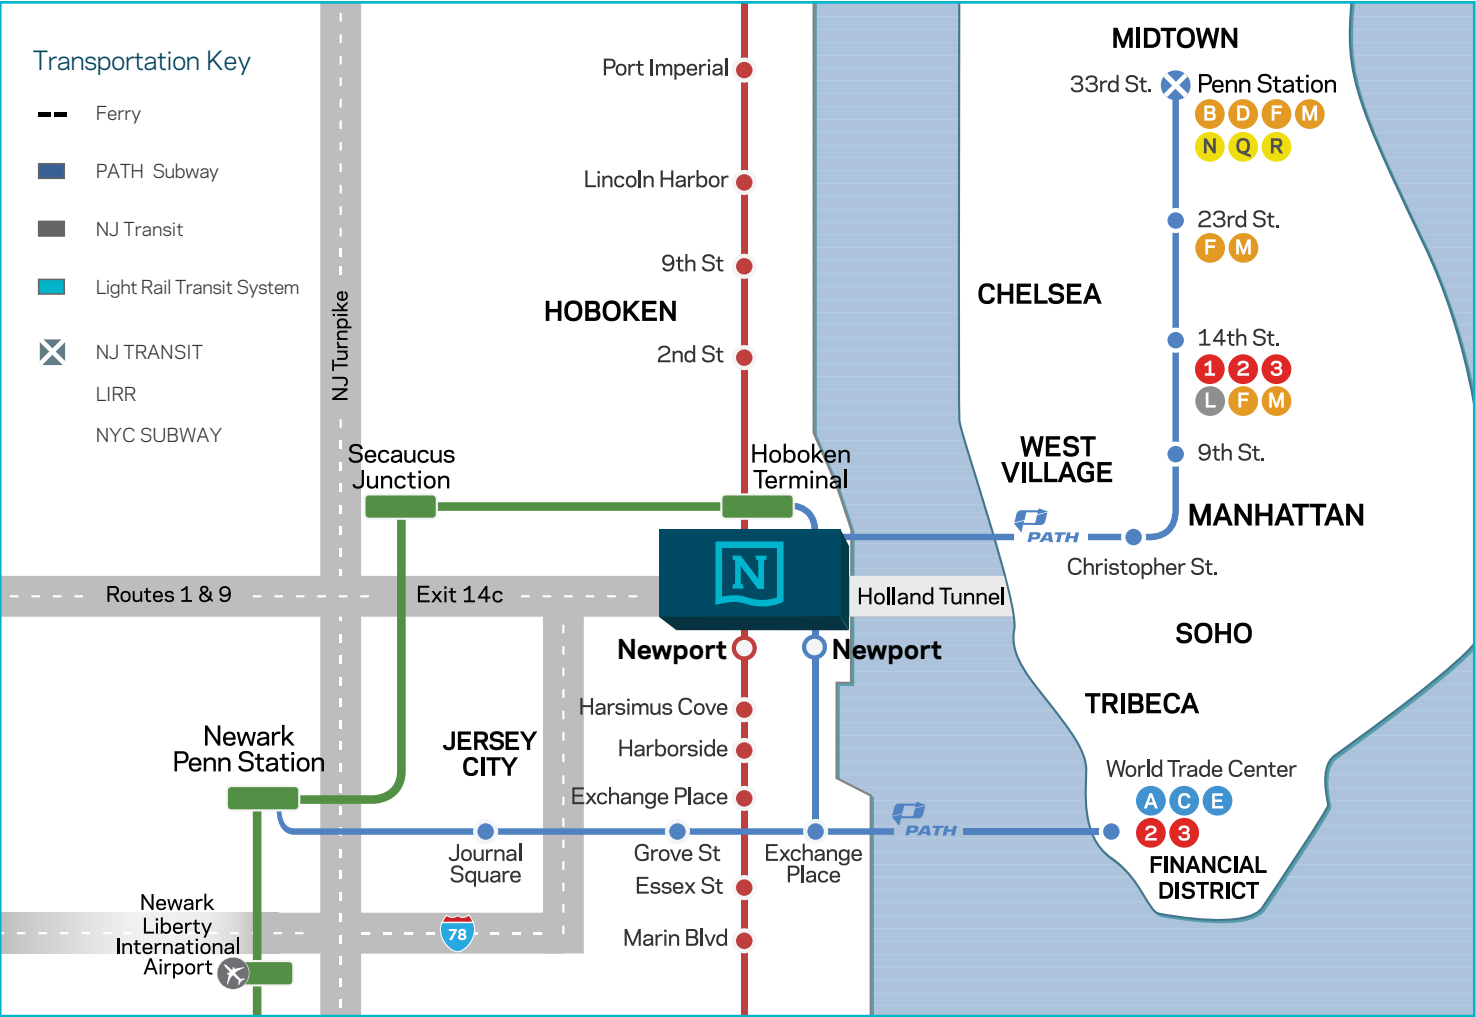 Transportation Key
Ferry
PATH Subway
NJ Transit
Light Rail Transit System
NJ TRANSIT
LIRR
NYC SUBWAY
NJ Turnpike
Port Imperial
Lincoln Harbor
9th St
HOBOKEN
2nd St
Secaucus
Junction
Hoboken
Terminal
Routes 1 & 9
Exit 14c
N
Holland Tunnel
Newport
Newport
Harsimus Cove
Harborside
Exchange Place
JERSEY
CITY
Newark
Penn Station
Journal
Square
Grove St
Exchange
Place
Essex St
Marin Blvd
78
Newark
Liberty
International
Airport
PATH
PATH
MIDTOWN
33rd St.
Penn Station
B D F M
N Q R
23rd St.
F M
CHELSEA
14th St.
1 2 3
L F M
WEST
VILLAGE
9th St.
MANHATTAN
Christopher St.
SOHO
TRIBECA
World Trade Center
A C E
2 3
FINANCIAL
DISTRICT